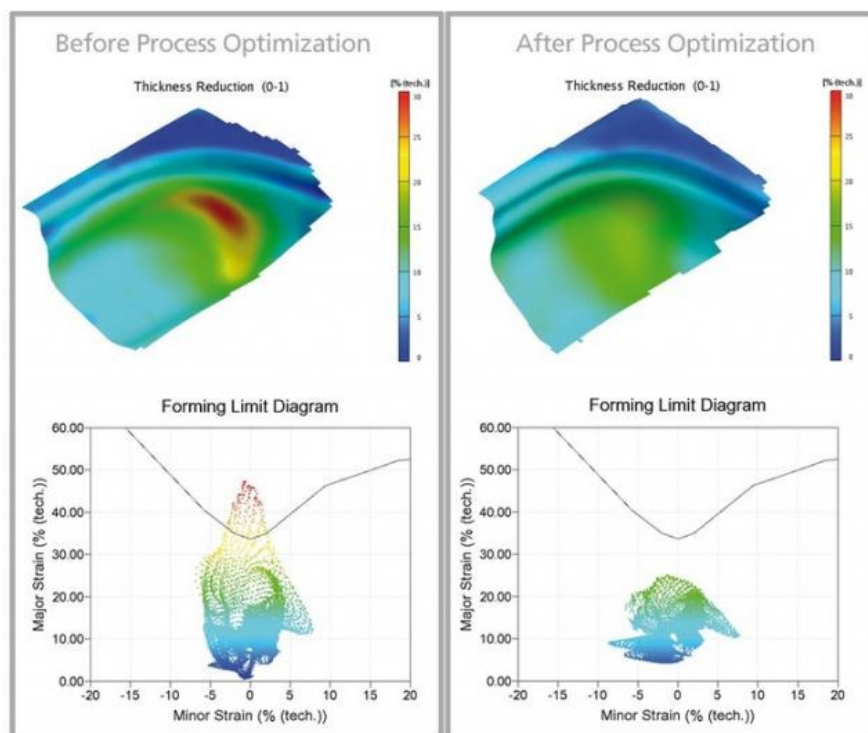 Before Process Optimization
Thickness Reduction (0-1)
[% (tech.)]
30
25
20
15
10
5
0
Forming Limit Diagram
Major Strain (% (tech.))
60.00
50.00
40.00
30.00
20.00
10.00
0.00
-20 -15 -10 -5 0 5 10 15 20
Minor Strain (% (tech.))
After Process Optimization
Thickness Reduction (0-1)
[% (tech.)]
30
25
20
15
10
5
0
Forming Limit Diagram
Major Strain (% (tech.))
60.00
50.00
40.00
30.00
20.00
10.00
0.00
-20 -15 -10 -5 0 5 10 15 20
Minor Strain (% (tech.))